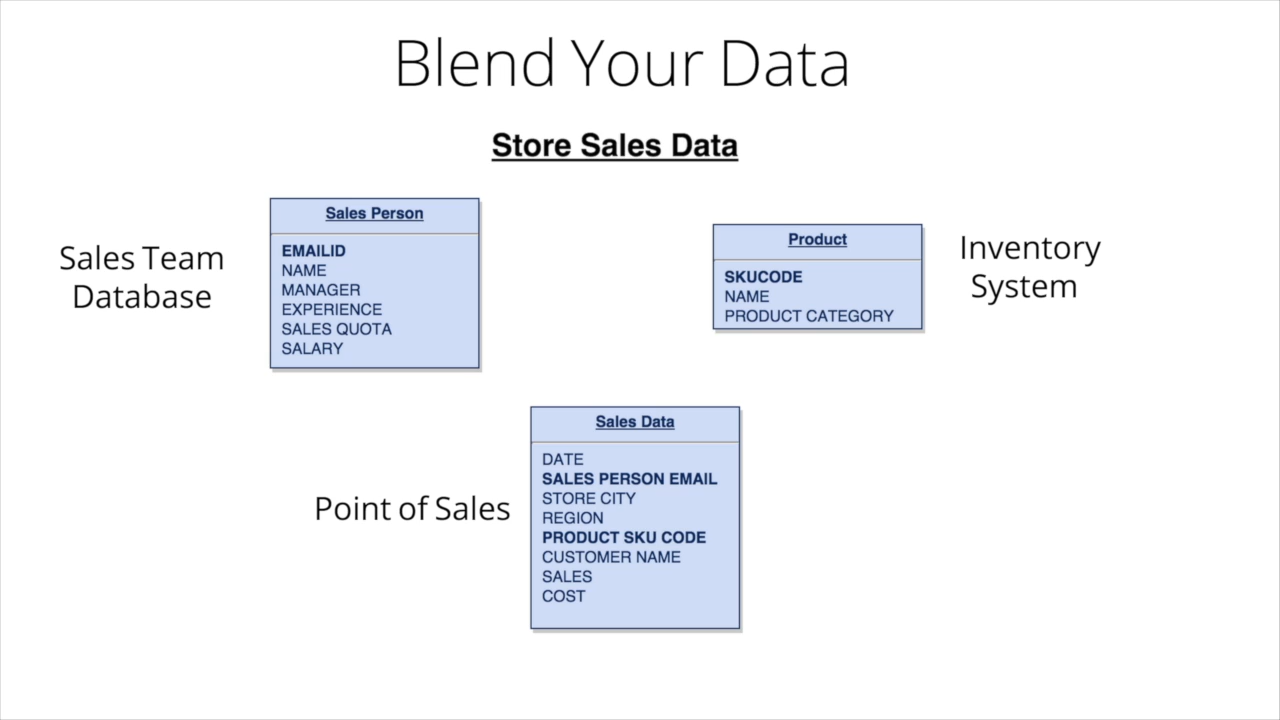 Blend Your Data
Store Sales Data
Sales Team
Database
Sales Person
EMAILID
NAME
MANAGER
EXPERIENCE
SALES QUOTA
SALARY
Product
SKUCODE
NAME
PRODUCT CATEGORY
Inventory
System
Point of Sales
Sales Data
DATE
SALES PERSON EMAIL
STORE CITY
REGION
PRODUCT SKU CODE
CUSTOMER NAME
SALES
COST